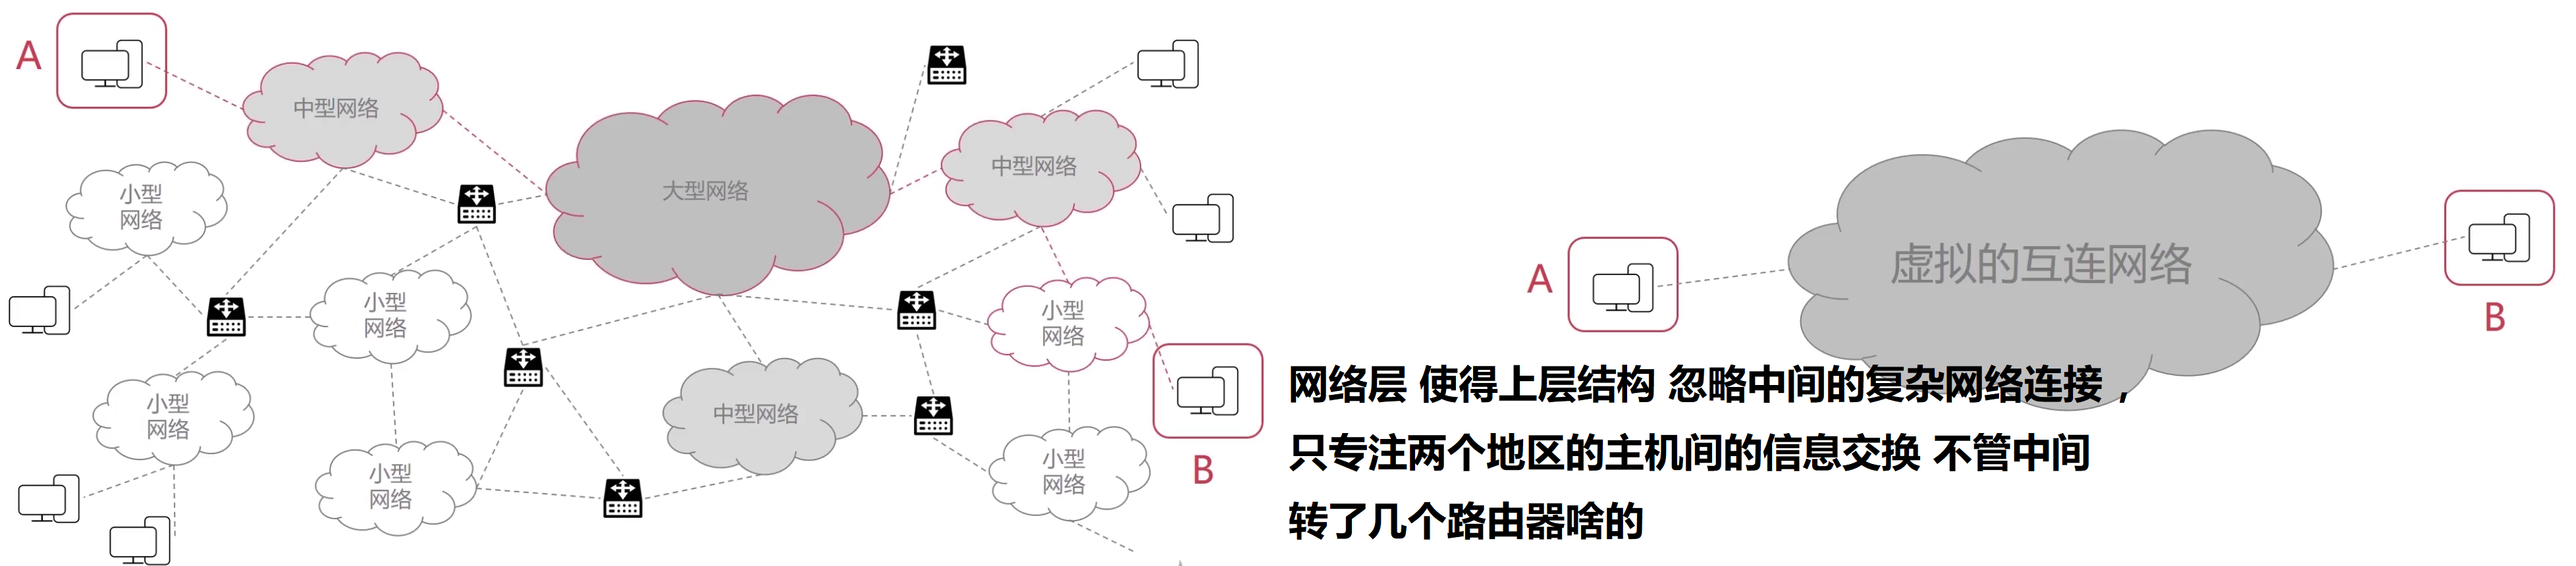 A
中型网络
大型网络
中型网络
小型
网络
小型
网络
小型
网络
小型
网络
小型
网络
中型网络
小型
网络
B
A
虚拟的互连网络
B
网络层 使得上层结构 忽略中间的复杂网络连接，
只专注两个地区的主机间的信息交换 不管中间
转了几个路由器啥的